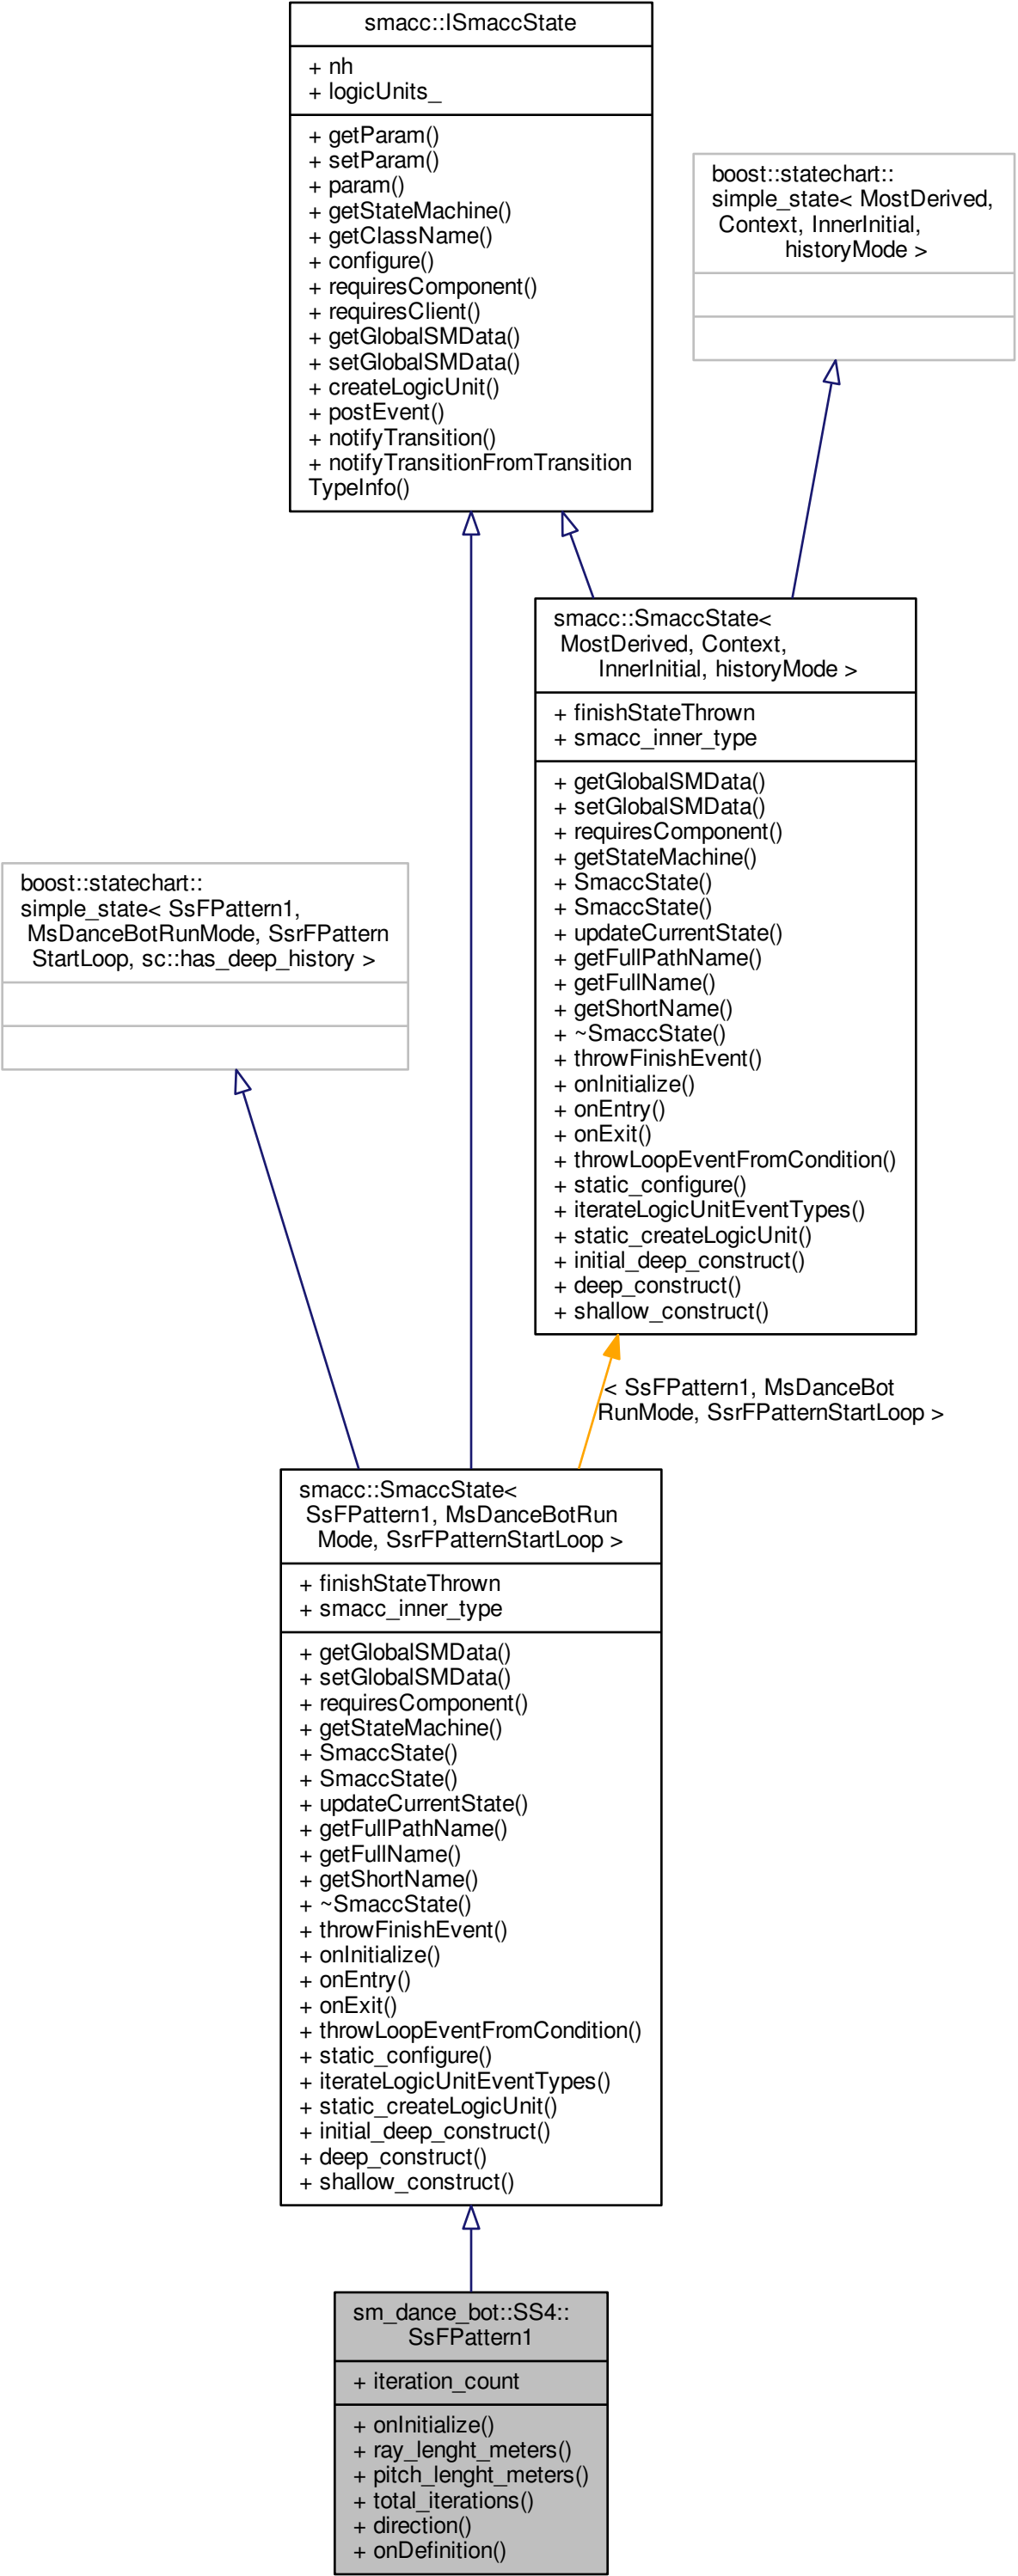 smacc::ISmaccState
+ nh
+ logicUnits_
+ getParam()
+ setParam()
+ param()
+ getStateMachine()
+ getClassName()
+ configure()
+ requiresComponent()
+ requiresClient()
+ getGlobalSMData()
+ setGlobalSMData()
+ createLogicUnit()
+ postEvent()
+ notifyTransition()
+ notifyTransitionFromTransition
TypeInfo()
boost::statechart::
simple_state< MostDerived,
Context, InnerInitial,
historyMode >
smacc::SmaccState<
MostDerived, Context,
InnerInitial, historyMode >
+ finishStateThrown
+ smacc_inner_type
+ getGlobalSMData()
+ setGlobalSMData()
+ requiresComponent()
+ getStateMachine()
+ SmaccState()
+ SmaccState()
+ updateCurrentState()
+ getFullPathName()
+ getFullName()
+ getShortName()
+ ~SmaccState()
+ throwFinishEvent()
+ onInitialize()
+ onEntry()
+ onExit()
+ throwLoopEventFromCondition()
+ static_configure()
+ iterateLogicUnitEventTypes()
+ static_createLogicUnit()
+ initial_deep_construct()
+ deep_construct()
+ shallow_construct()
boost::statechart::
simple_state< SsFPattern1,
MsDanceBotRunMode, SsrFPattern
StartLoop, sc::has_deep_history >
< SsFPattern1, MsDanceBot
RunMode, SsrFPatternStartLoop >
smacc::SmaccState<
SsFPattern1, MsDanceBotRun
Mode, SsrFPatternStartLoop >
+ finishStateThrown
+ smacc_inner_type
+ getGlobalSMData()
+ setGlobalSMData()
+ requiresComponent()
+ getStateMachine()
+ SmaccState()
+ SmaccState()
+ updateCurrentState()
+ getFullPathName()
+ getFullName()
+ getShortName()
+ ~SmaccState()
+ throwFinishEvent()
+ onInitialize()
+ onEntry()
+ onExit()
+ throwLoopEventFromCondition()
+ static_configure()
+ iterateLogicUnitEventTypes()
+ static_createLogicUnit()
+ initial_deep_construct()
+ deep_construct()
+ shallow_construct()
sm_dance_bot::SS4::
SsFPattern1
+ iteration_count
+ onInitialize()
+ ray_lenght_meters()
+ pitch_lenght_meters()
+ total_iterations()
+ direction()
+ onDefinition()